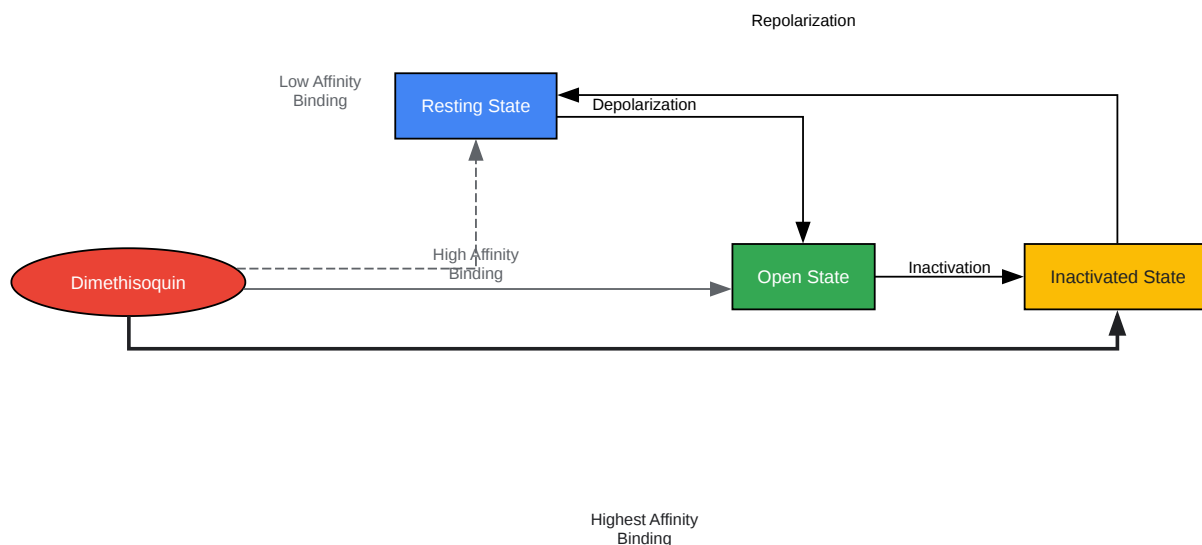 Repolarization
Low Affinity
Binding
Resting State
Depolarization
High Affinity
Binding
Dimethisoquin
Open State
Inactivation
Inactivated State
Highest Affinity
Binding